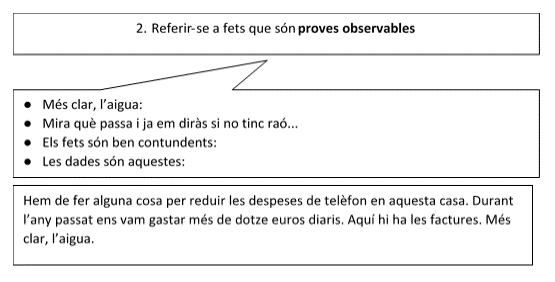 2. Referir-se a fets que són proves observables
● Més clar, l’aigua:
● Mira què passa i ja em diràs si no tinc raó...
● Els fets són ben contundents:
● Les dades són aquestes:
Hem de fer alguna cosa per reduir les despeses de telèfon en aquesta casa. Durant
l’any passat ens vam gastar més de dotze euros diaris. Aquí hi ha les factures. Més
clar, l’aigua.